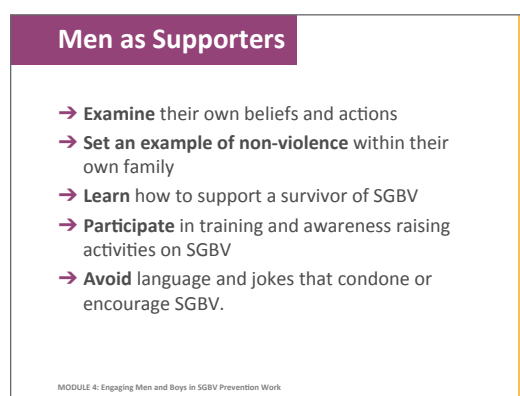 Men as Supporters
➔ Examine their own beliefs and actions
➔ Set an example of non-violence within their
own family
➔ Learn how to support a survivor of SGBV
➔ Participate in training and awareness raising
activities on SGBV
➔ Avoid language and jokes that condone or
encourage SGBV.
MODULE 4: Engaging Men and Boys in SGBV Prevention Work